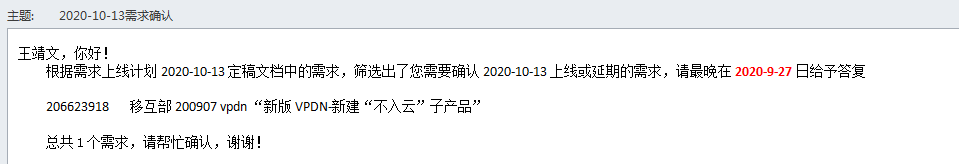 主题: 2020-10-13需求确认
王靖文，你好！
根据需求上线计划 2020-10-13 定稿文档中的需求，筛选出了您需要确认 2020-10-13 上线或延期的需求，请最晚在 2020-9-27 日给予答复
206623918 移互部 200907 vpdn “新版 VPDN-新建“不入云”子产品”
总共 1 个需求，请帮忙确认，谢谢！